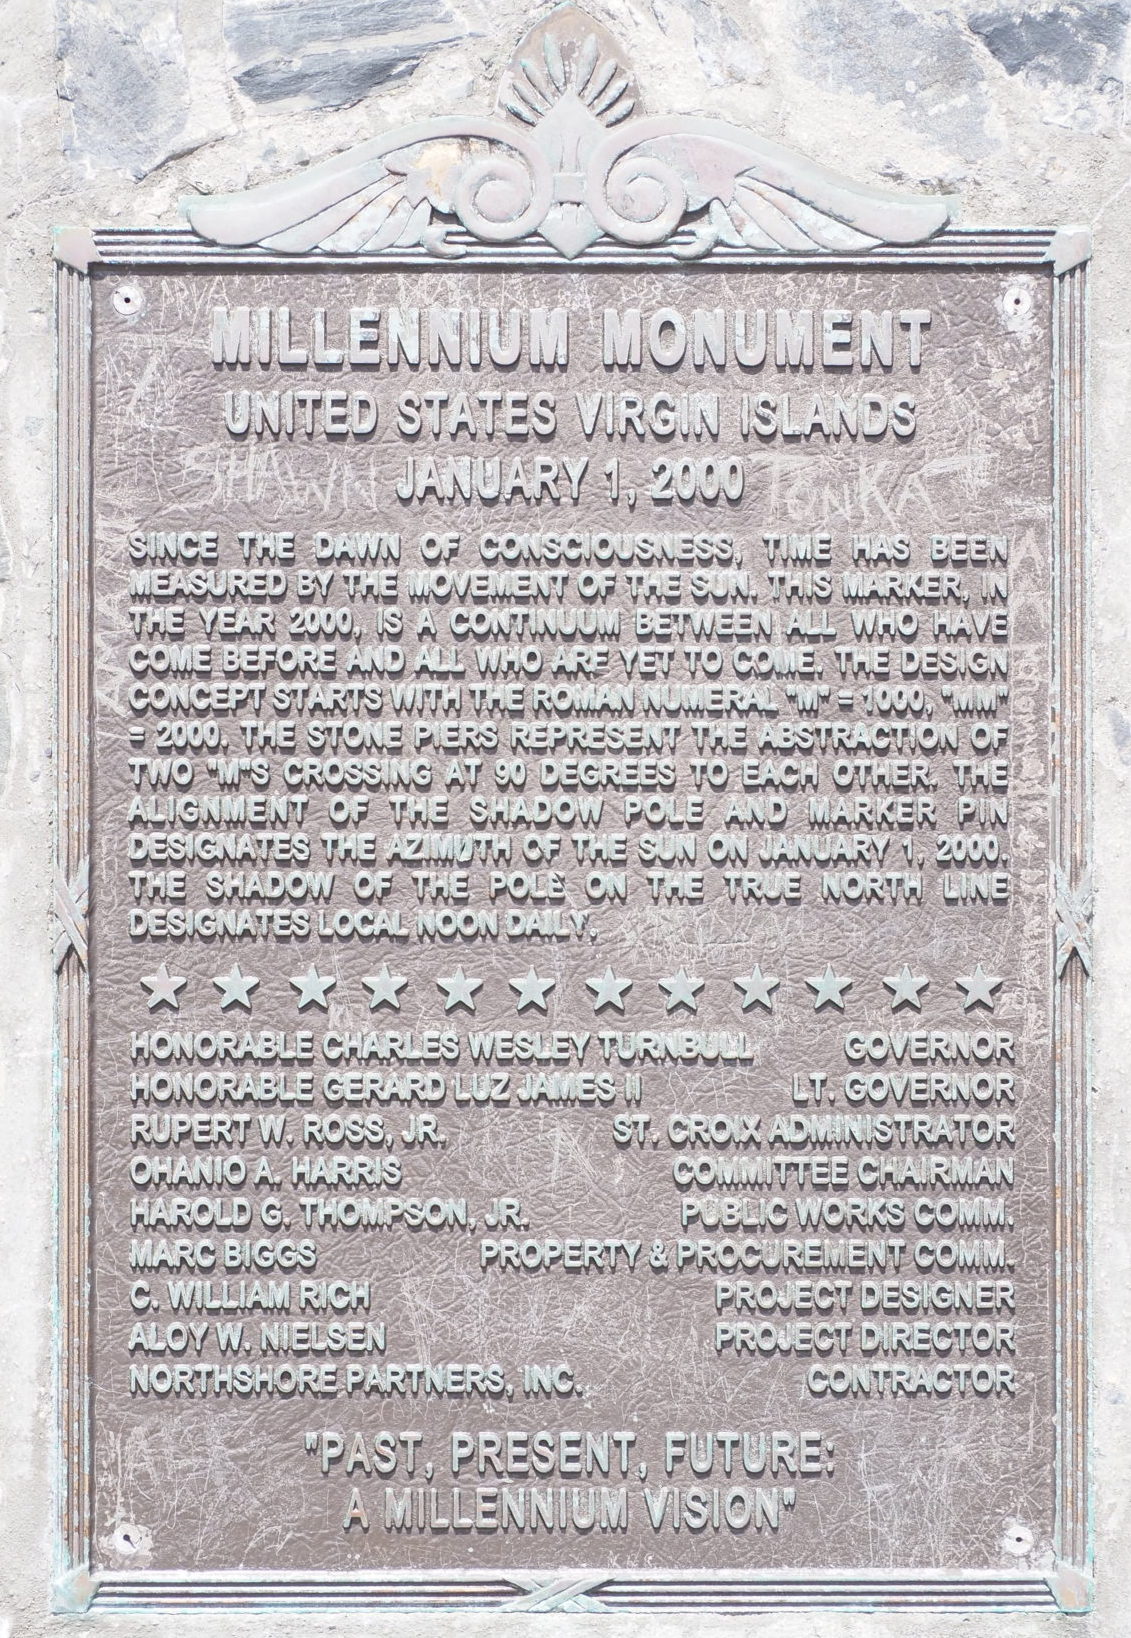 MILLENNIUM MONUMENT
UNITED STATES VIRGIN ISLANDS
SHAWN JANUARY 1, 2000 TONKA
SINCE THE DAWN OF CONSCIOUSNESS, TIME HAS BEEN
MEASURED BY THE MOVEMENT OF THE SUN. THIS MARKER, IN
THE YEAR 2000, IS A CONTINUUM BETWEEN ALL WHO HAVE
COME BEFORE AND ALL WHO ARE YET TO COME. THE DESIGN
CONCEPT STARTS WITH THE ROMAN NUMERAL "M" = 1000, "MM"
= 2000. THE STONE PIERS REPRESENT THE ABSTRACTION OF
TWO "M"S CROSSING AT 90 DEGREES TO EACH OTHER. THE
ALIGNMENT OF THE SHADOW POLE AND MARKER PIN
DESIGNATES THE AZIMUTH OF THE SUN ON JANUARY 1, 2000.
THE SHADOW OF THE POLE ON THE TRUE NORTH LINE
DESIGNATES LOCAL NOON DAILY.
HONORABLE CHARLES WESLEY TURNBULL GOVERNOR
HONORABLE GERARD LUZ JAMES II LT. GOVERNOR
RUPERT W. ROSS, JR. ST. CROIX ADMINISTRATOR
OHANIO A. HARRIS COMMITTEE CHAIRMAN
HAROLD G. THOMPSON, JR. PUBLIC WORKS COMM.
MARC BIGGS PROPERTY & PROCUREMENT COMM.
C. WILLIAM RICH PROJECT DESIGNER
ALOY W. NIELSEN PROJECT DIRECTOR
NORTHSHORE PARTNERS, INC. CONTRACTOR
"PAST, PRESENT, FUTURE:
A MILLENNIUM VISION"